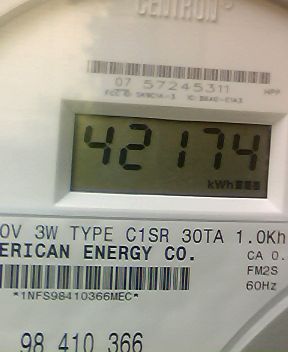 CENTRON
07 57245311
42174
kWh
0V 3W TYPE C1SR 30TA 1.0Kh
ERICAN ENERGY CO. CA 0.
FM2S
60Hz
*1NFS98410366MEC*
98 410 366